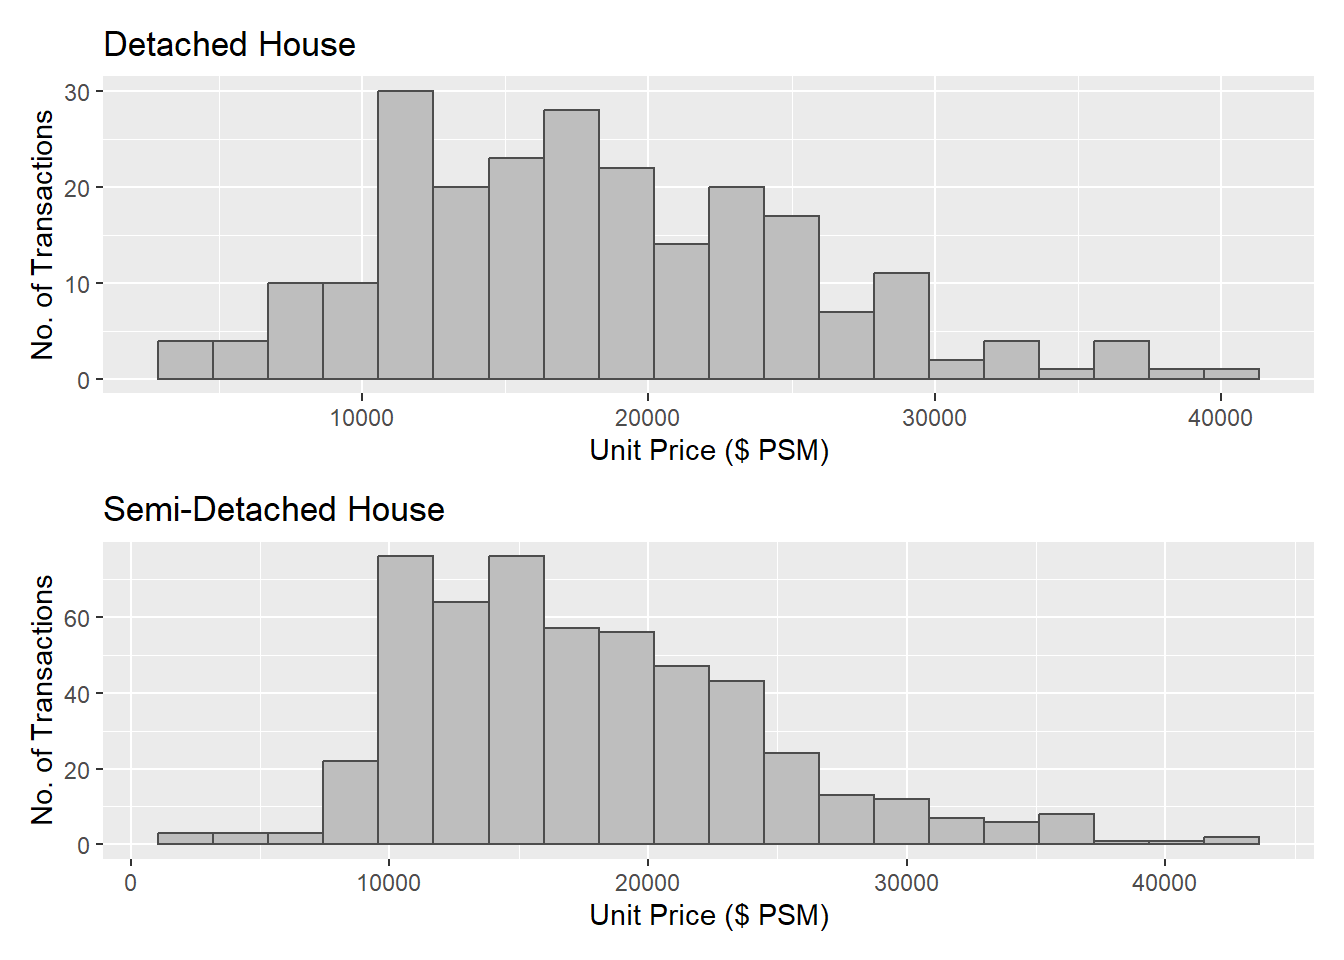 Detached House
No. of Transactions
30
20
10
0
10000 20000 30000 40000
Unit Price ($ PSM)
Semi-Detached House
No. of Transactions
60
40
20
0
0 10000 20000 30000 40000
Unit Price ($ PSM)